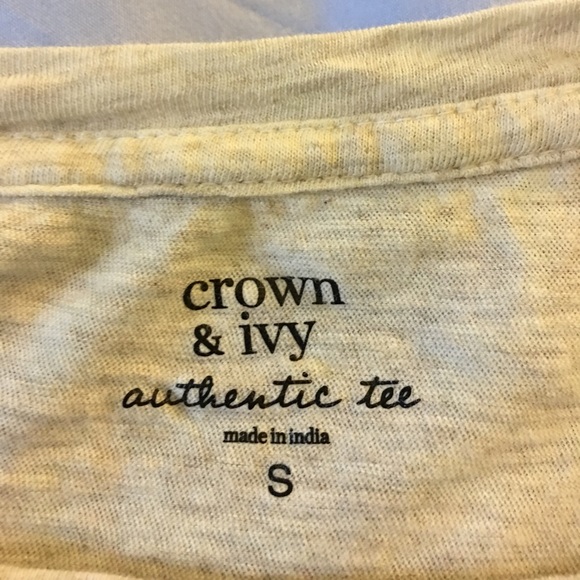 crown
& ivy
authentic tee
made in india
S